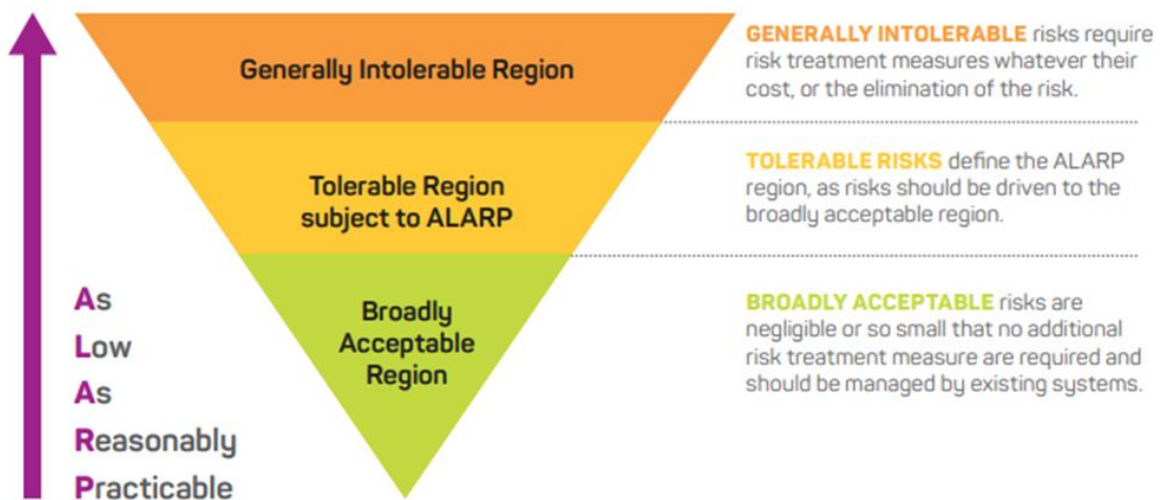 Generally Intolerable Region
GENERALLY INTOLERABLE risks require
risk treatment measures whatever their
cost, or the elimination of the risk.
Tolerable Region
subject to ALARP
TOLERABLE RISKS define the ALARP
region, as risks should be driven to the
broadly acceptable region.
Broadly
Acceptable
Region
BROADLY ACCEPTABLE risks are
negligible or so small that no additional
risk treatment measure are required and
should be managed by existing systems.
As
Low
As
Reasonably
Practicable